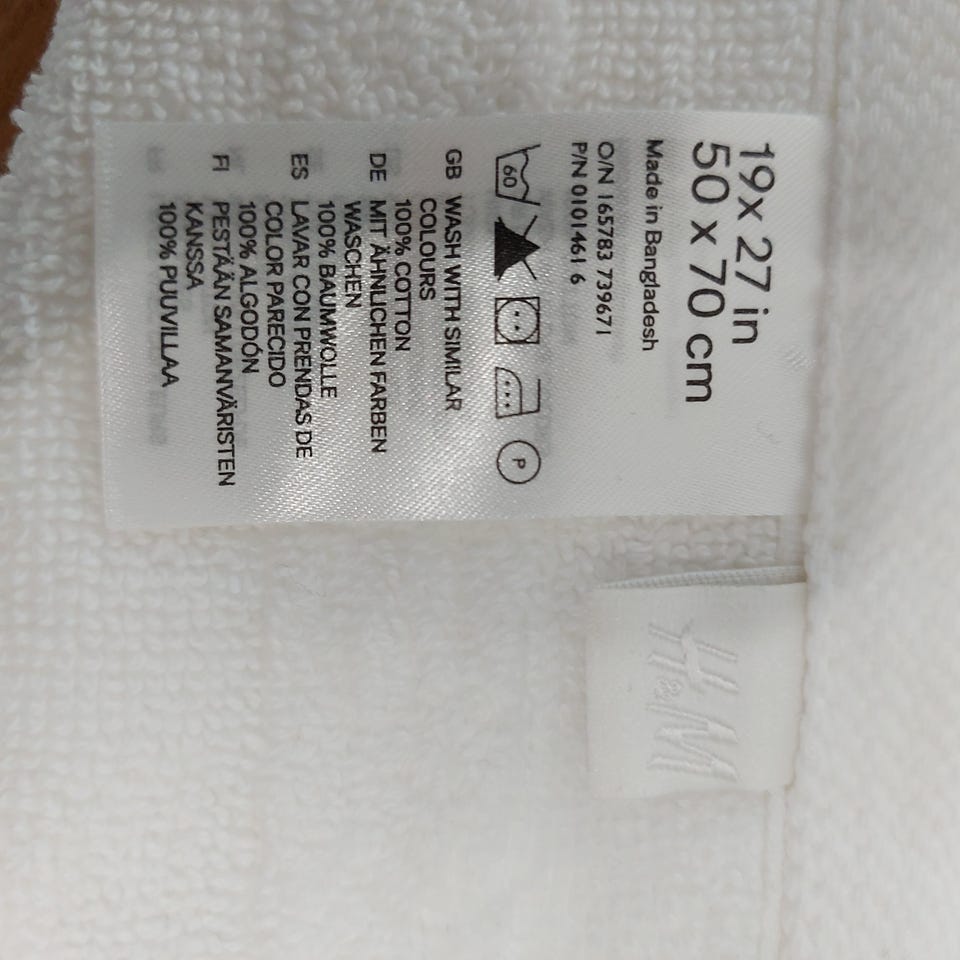 19x 27 in
50 x 70 cm
Made in Bangladesh
O/N 165783 739671
P/N 0101461 6
60
P
GB WASH WITH SIMILAR
COLOURS
100% COTTON
DE MIT ÄHNLICHEN FARBEN
WASCHEN
100% BAUMWOLLE
ES LAVAR CON PRENDAS DE
COLOR PARECIDO
100% ALGODÓN
FI PESTÄÄN SAMANVÄRISTEN
KANSSA
100% PUUVILLAA
H&M